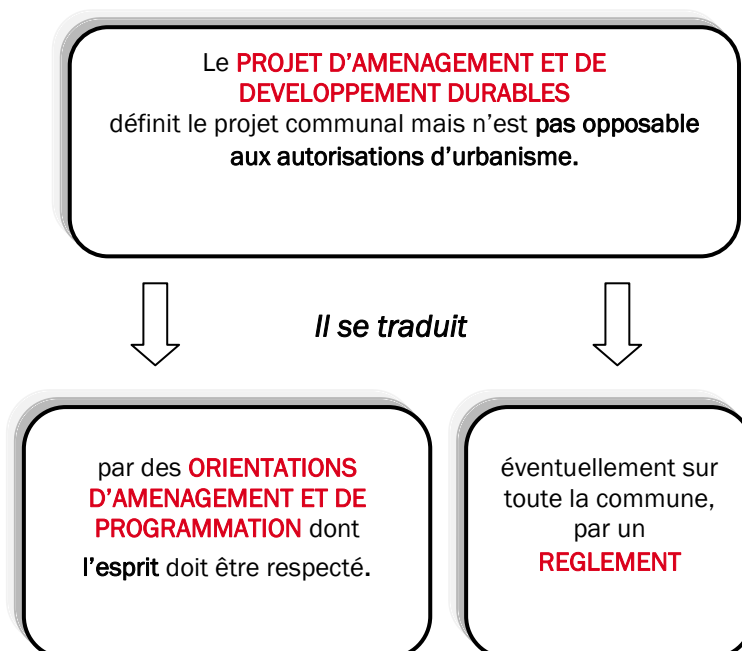 Le PROJET D’AMENAGEMENT ET DE
DEVELOPPEMENT DURABLES
définit le projet communal mais n’est pas opposable
aux autorisations d’urbanisme.
Il se traduit
par des ORIENTATIONS
D’AMENAGEMENT ET DE
PROGRAMMATION dont
l’esprit doit être respecté.
éventuellement sur
toute la commune,
par un
REGLEMENT